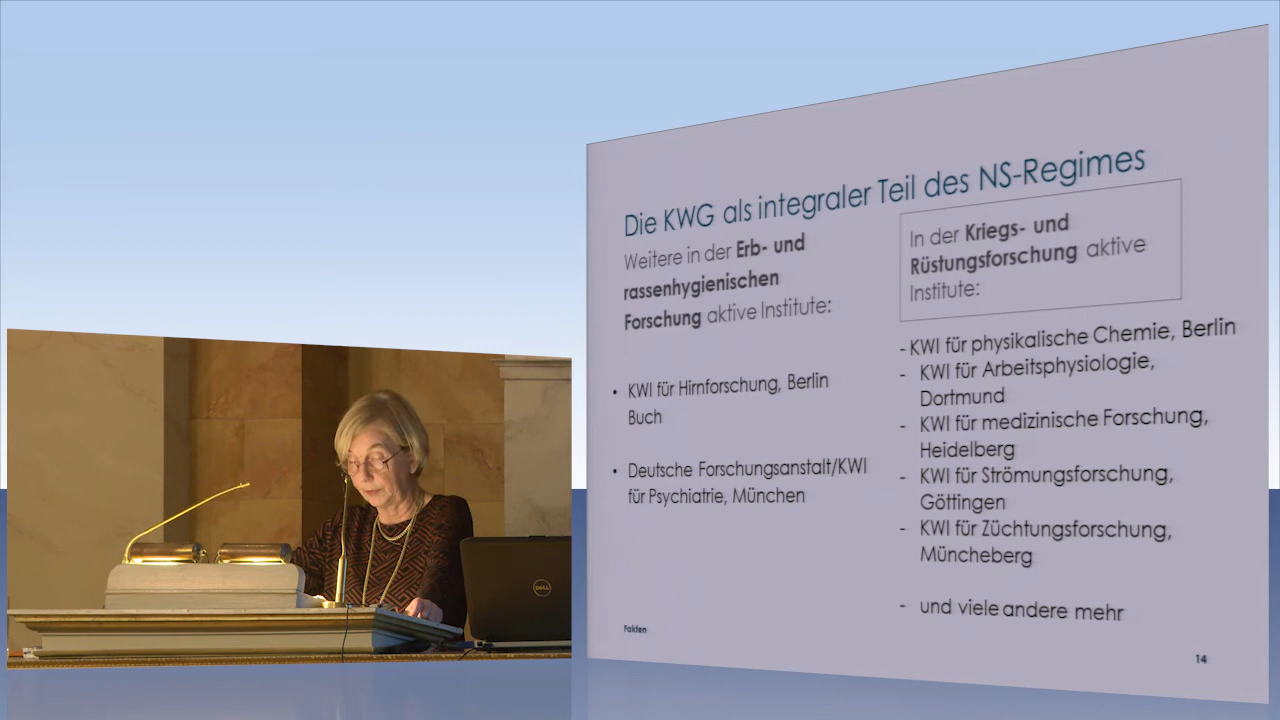 Die KWG als integraler Teil des NS-Regimes
Weitere in der Erb- und
rassenhygienischen
Forschung aktive Institute:
• KWI für Hirnforschung, Berlin
Buch
• Deutsche Forschungsanstalt/KWI
für Psychiatrie, München
In der Kriegs- und
Rüstungsforschung aktive
Institute:
- KWI für physikalische Chemie, Berlin
- KWI für Arbeitsphysiologie,
Dortmund
- KWI für medizinische Forschung,
Heidelberg
- KWI für Strömungsforschung,
Göttingen
- KWI für Züchtungsforschung,
Müncheberg
- und viele andere mehr
Fakten
14
DELL